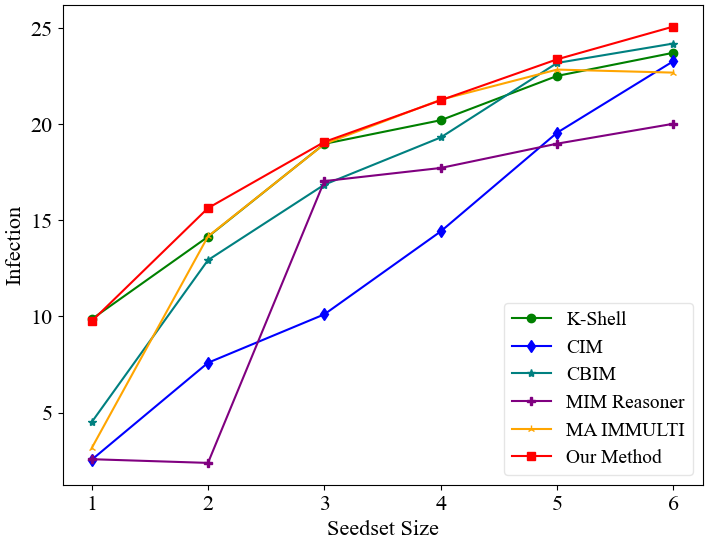 25
20
15
10
5
Infection
1 2 3 4 5 6
Seedset Size
K-Shell
CIM
CBIM
MIM Reasoner
MA IMMULTI
Our Method